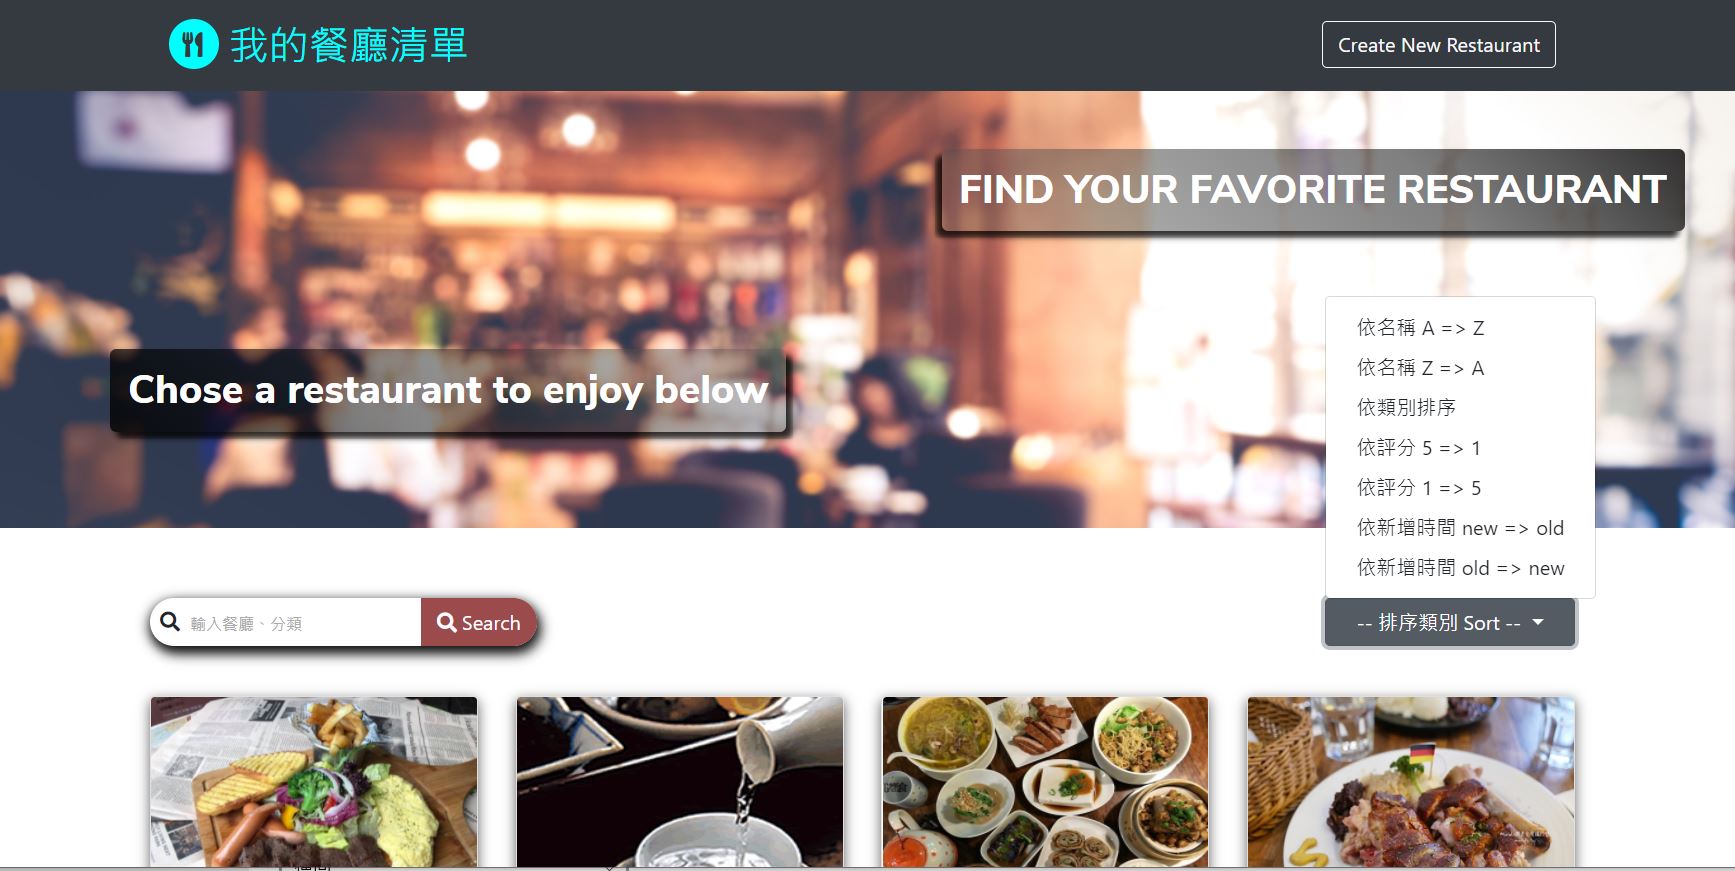 我的餐廳清單
Create New Restaurant
FIND YOUR FAVORITE RESTAURANT
Chose a restaurant to enjoy below
依名稱 A => Z
依名稱 Z => A
依類別排序
依評分 5 => 1
依評分 1 => 5
依新增時間 new => old
依新增時間 old => new
輸入餐廳、分類
Search
-- 排序類別 Sort --